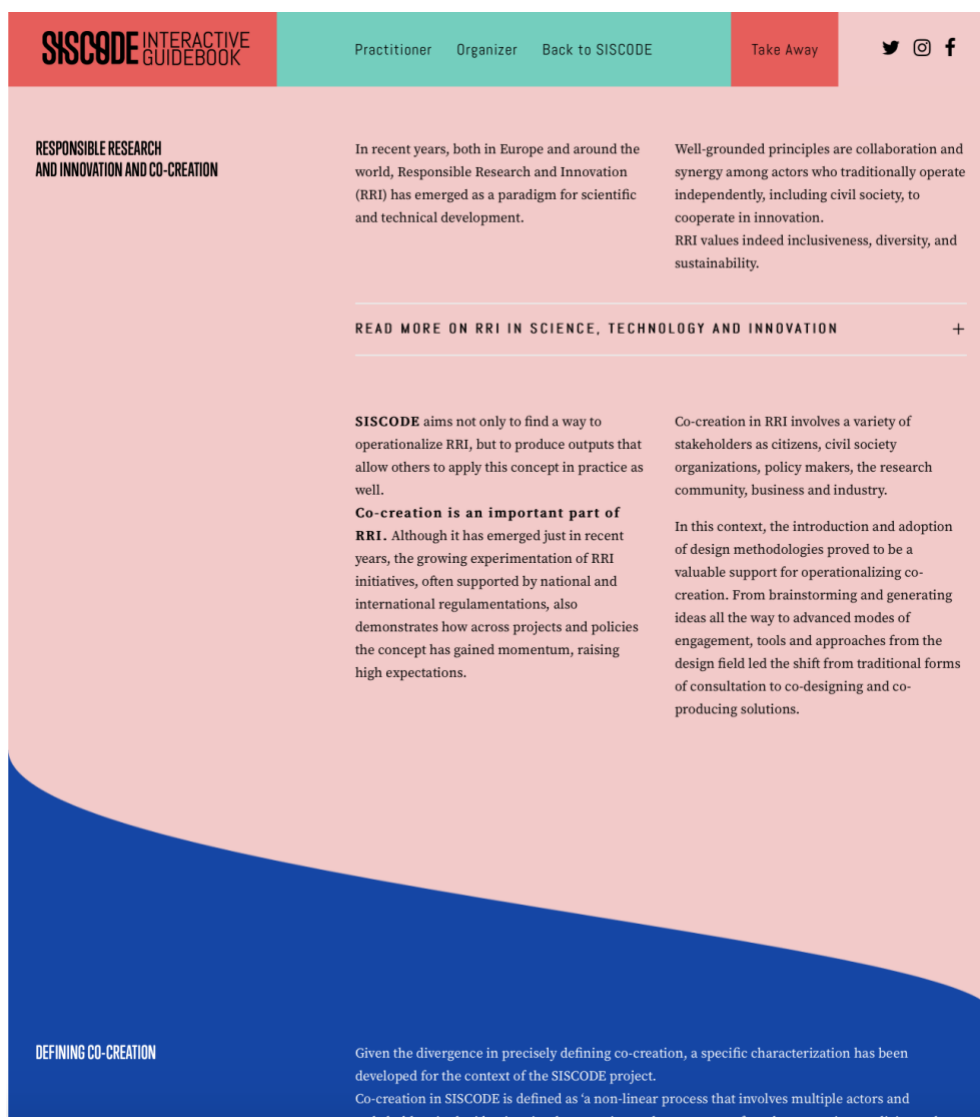 SISCODE INTERACTIVE
GUIDEBOOK
Practitioner Organizer Back to SISCODE Take Away
RESPONSIBLE RESEARCH
AND INNOVATION AND CO-CREATION
In recent years, both in Europe and around the
world, Responsible Research and Innovation
(RRI) has emerged as a paradigm for scientific
and technical development.
Well-grounded principles are collaboration and
synergy among actors who traditionally operate
independently, including civil society, to
cooperate in innovation.
RRI values indeed inclusiveness, diversity, and
sustainability.
READ MORE ON RRI IN SCIENCE, TECHNOLOGY AND INNOVATION +
SISCODE aims not only to find a way to
operationalize RRI, but to produce outputs that
allow others to apply this concept in practice as
well.
Co-creation is an important part of
RRI. Although it has emerged just in recent
years, the growing experimentation of RRI
initiatives, often supported by national and
international regulamentations, also
demonstrates how across projects and policies
the concept has gained momentum, raising
high expectations.
Co-creation in RRI involves a variety of
stakeholders as citizens, civil society
organizations, policy makers, the research
community, business and industry.
In this context, the introduction and adoption
of design methodologies proved to be a
valuable support for operationalizing co-
creation. From brainstorming and generating
ideas all the way to advanced modes of
engagement, tools and approaches from the
design field led the shift from traditional forms
of consultation to co-designing and co-
producing solutions.
DEFINING CO-CREATION
Given the divergence in precisely defining co-creation, a specific characterization has been
developed for the context of the SISCODE project.
Co-creation in SISCODE is defined as ‘a non-linear process that involves multiple actors and